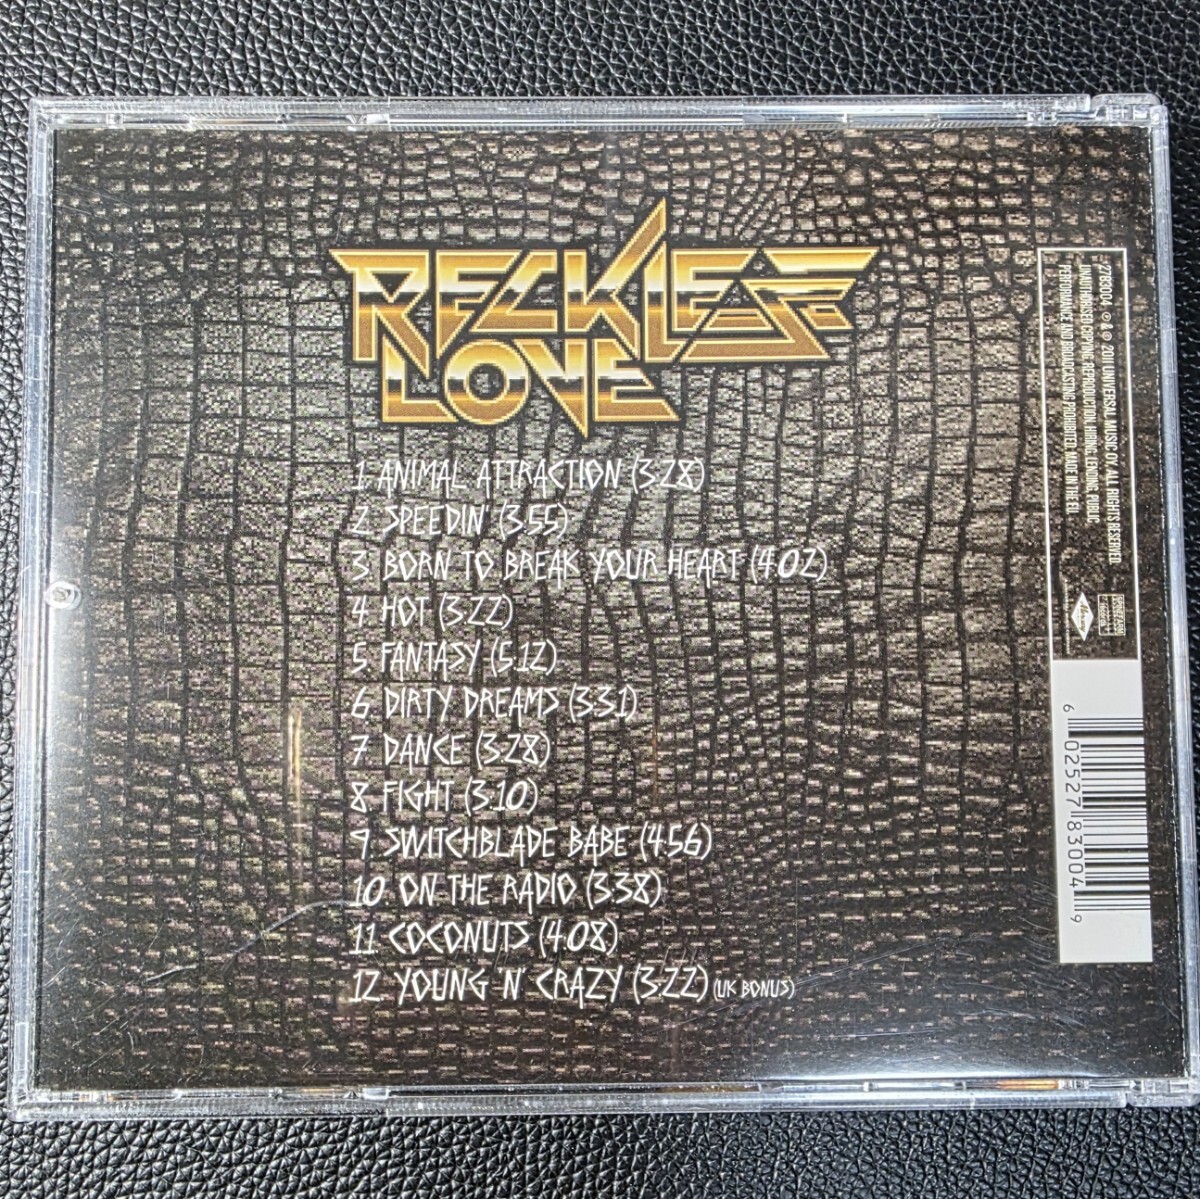 RECKLESS
LOVE
1 ANIMAL ATTRACTION (3.28)
2 SPEEDIN' (3.55)
3 BORN TO BREAK YOUR HEART (4.02)
4 HOT (3.22)
5 FANTASY (5.12)
6 DIRTY DREAMS (3.31)
7 DANCE (3.28)
8 FIGHT (3.10)
9 SWITCHBLADE BABE (4.56)
10 ON THE RADIO (3.38)
11 COCONUTS (4.08)
12 YOUNG 'N' CRAZY (3.22) (UK BONUS)
2783004 ℗ & © 2011 UNIVERSAL MUSIC OY. ALL RIGHTS RESERVED.
UNAUTHORISED COPYING, REPRODUCTION, HIRING, LENDING, PUBLIC
PERFORMANCE AND BROADCASTING PROHIBITED. MADE IN THE EU.
6 02527 83004 9